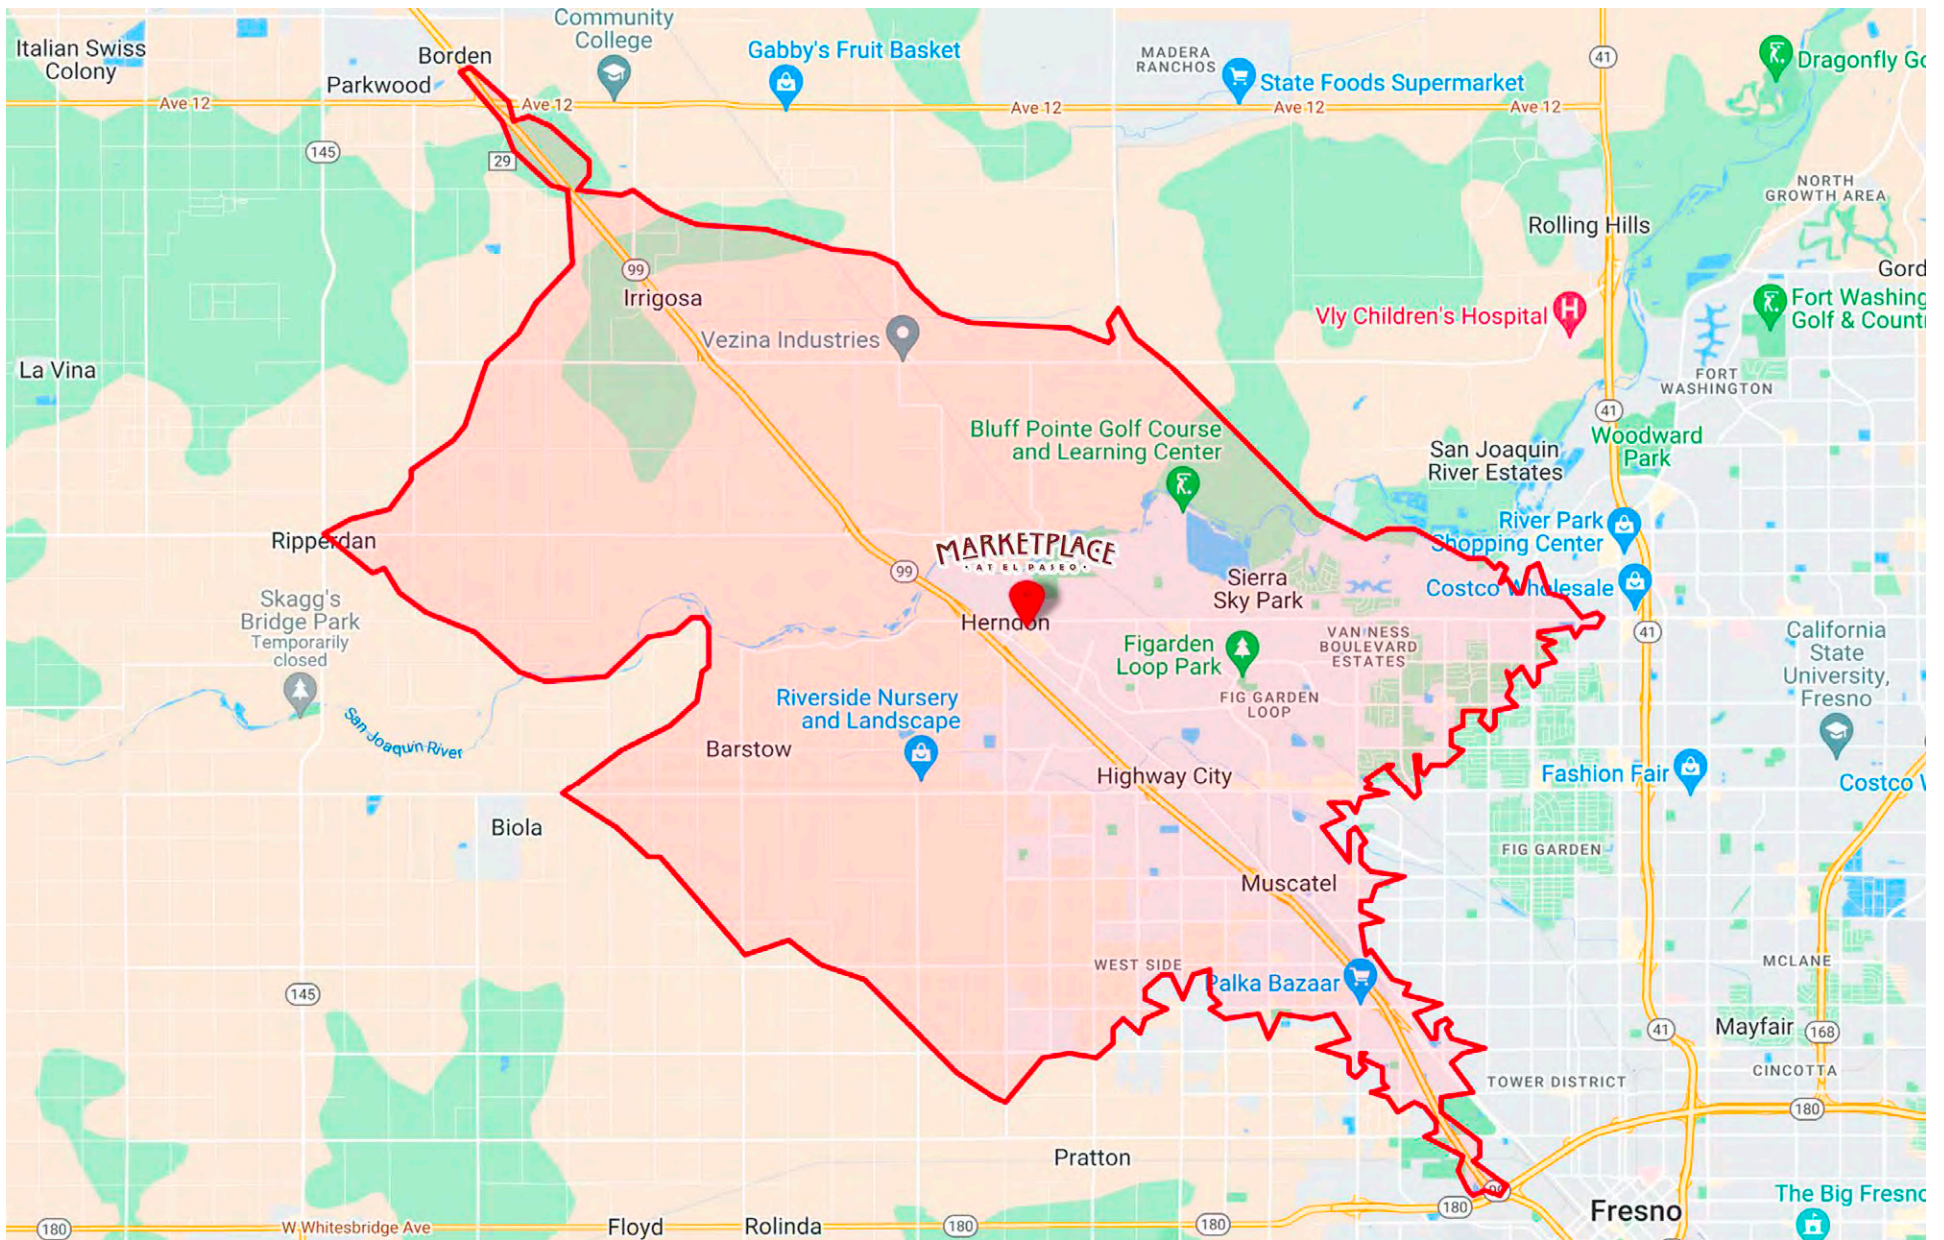 Italian Swiss
Colony
Borden
Parkwood
Community
College
Gabby's Fruit Basket
MADERA
RANCHOS
State Foods Supermarket
41
Dragonfly Go
Ave 12
Ave 12
Ave 12
Ave 12
Ave 12
145
29
NORTH
GROWTH AREA
Rolling Hills
Gord
99
Irrigosa
Vezina Industries
Vly Children's Hospital
Fort Washing
Golf & Countr
La Vina
FORT
WASHINGTON
41
Bluff Pointe Golf Course
and Learning Center
Woodward
Park
San Joaquin
River Estates
Ripperdan
MARKETPLACE
• AT EL PASEO •
River Park
Shopping Center
99
Sierra
Sky Park
Costco Wholesale
Skagg's
Bridge Park
Temporarily
closed
Herndon
Figarden
Loop Park
VAN NESS
BOULEVARD
ESTATES
41
California
State
University,
Fresno
FIG GARDEN
LOOP
Riverside Nursery
and Landscape
San Joaquin River
Barstow
Highway City
Fashion Fair
Costco W
Biola
FIG GARDEN
Muscatel
WEST SIDE
Palka Bazaar
MCLANE
145
41
Mayfair
168
TOWER DISTRICT
CINCOTTA
180
Pratton
99
180
Fresno
The Big Fresno
180
W Whitesbridge Ave
Floyd
Rolinda
180
180